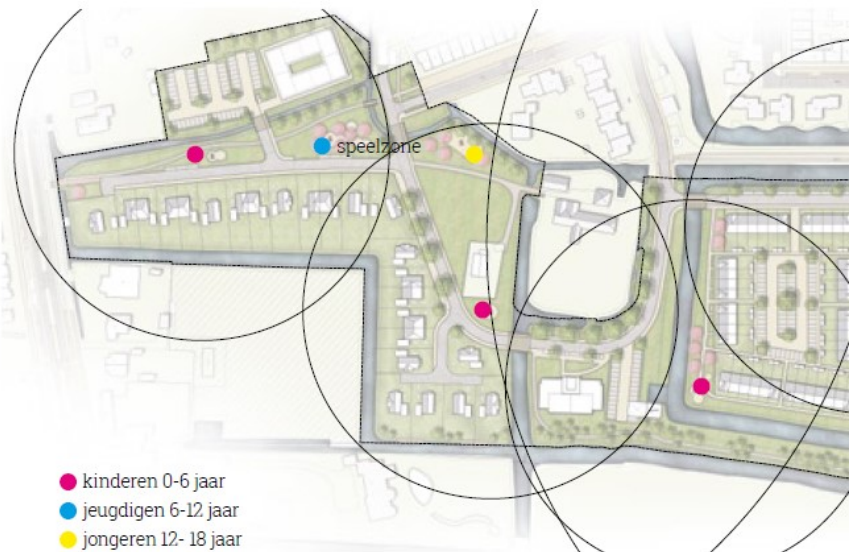 speelzone
kinderen 0-6 jaar
jeugdigen 6-12 jaar
jongeren 12- 18 jaar